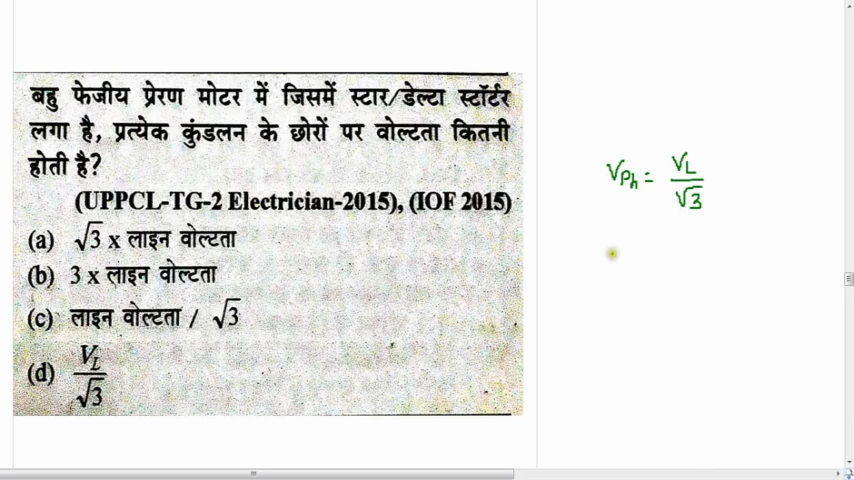 बहु फेजीय प्रेरण मोटर में जिसमें स्टार/डेल्टा स्टॉर्टर
लगा है, प्रत्येक कुंडलन के छोरों पर वोल्टता कितनी
होती है?
(UPPCL-TG-2 Electrician-2015), (IOF 2015)
(a) √3 x लाइन वोल्टता
(b) 3 x लाइन वोल्टता
(c) लाइन वोल्टता / √3
(d) V_L / √3
V_Ph = V_L / √3